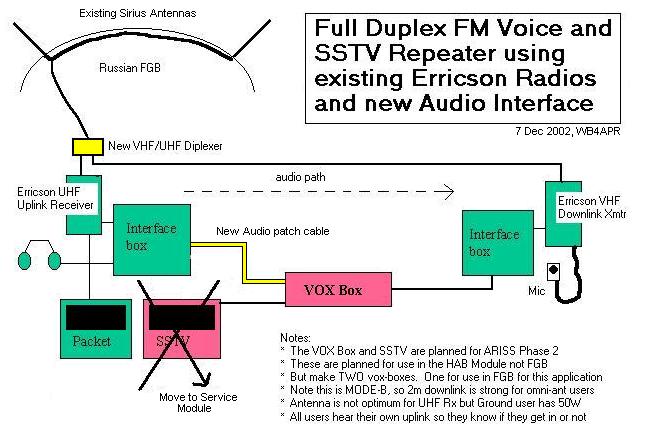 Existing Sirius Antennas
Russian FGB
Full Duplex FM Voice and
SSTV Repeater using
existing Erricson Radios
and new Audio Interface
7 Dec 2002, WB4APR
New VHF/UHF Diplexer
audio path
Erricson UHF
Uplink Receiver
Erricson VHF
Downlink Xmtr
Interface
box
New Audio patch cable
Interface
box
VOX Box
Mic
Packet
SSTV
Move to Service
Module
Notes:
* The VOX Box and SSTV are planned for ARISS Phase 2
* These are planned for use in the HAB Module not FGB
* But make TWO vox-boxes. One for use in FGB for this application
* Note this is MODE-B, so 2m downlink is strong for omni-ant users
* Antenna is not optimum for UHF Rx but Ground user has 50W
* All users hear their own uplink so they know if they get in or not